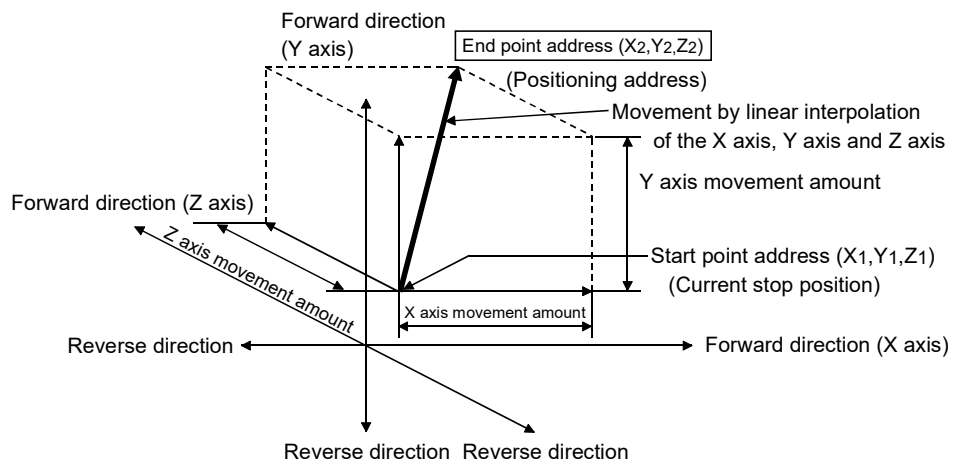 Forward direction
(Y axis)
End point address (X2,Y2,Z2)
(Positioning address)
Movement by linear interpolation
of the X axis, Y axis and Z axis
Y axis movement amount
Forward direction (Z axis)
Z axis movement amount
Start point address (X1,Y1,Z1)
(Current stop position)
X axis movement amount
Reverse direction
Forward direction (X axis)
Reverse direction
Reverse direction